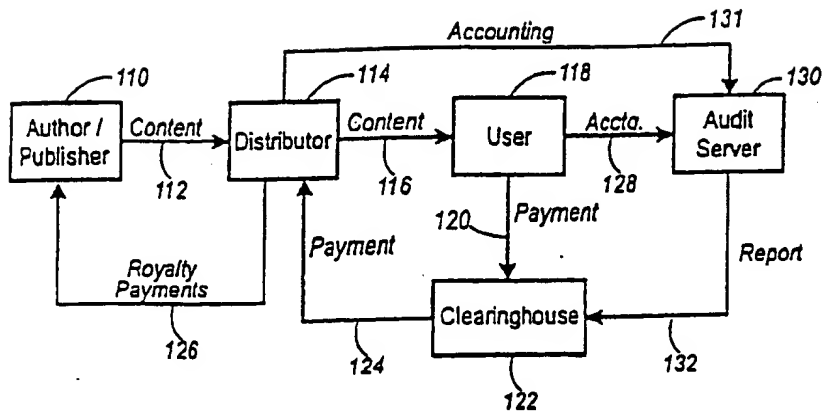 Accounting
131
110
114
118
130
Author /
Publisher
Content
112
Distributor
Content
116
User
Accta.
128
Audit
Server
120
Payment
Payment
Report
Royalty
Payments
126
124
Clearinghouse
132
122